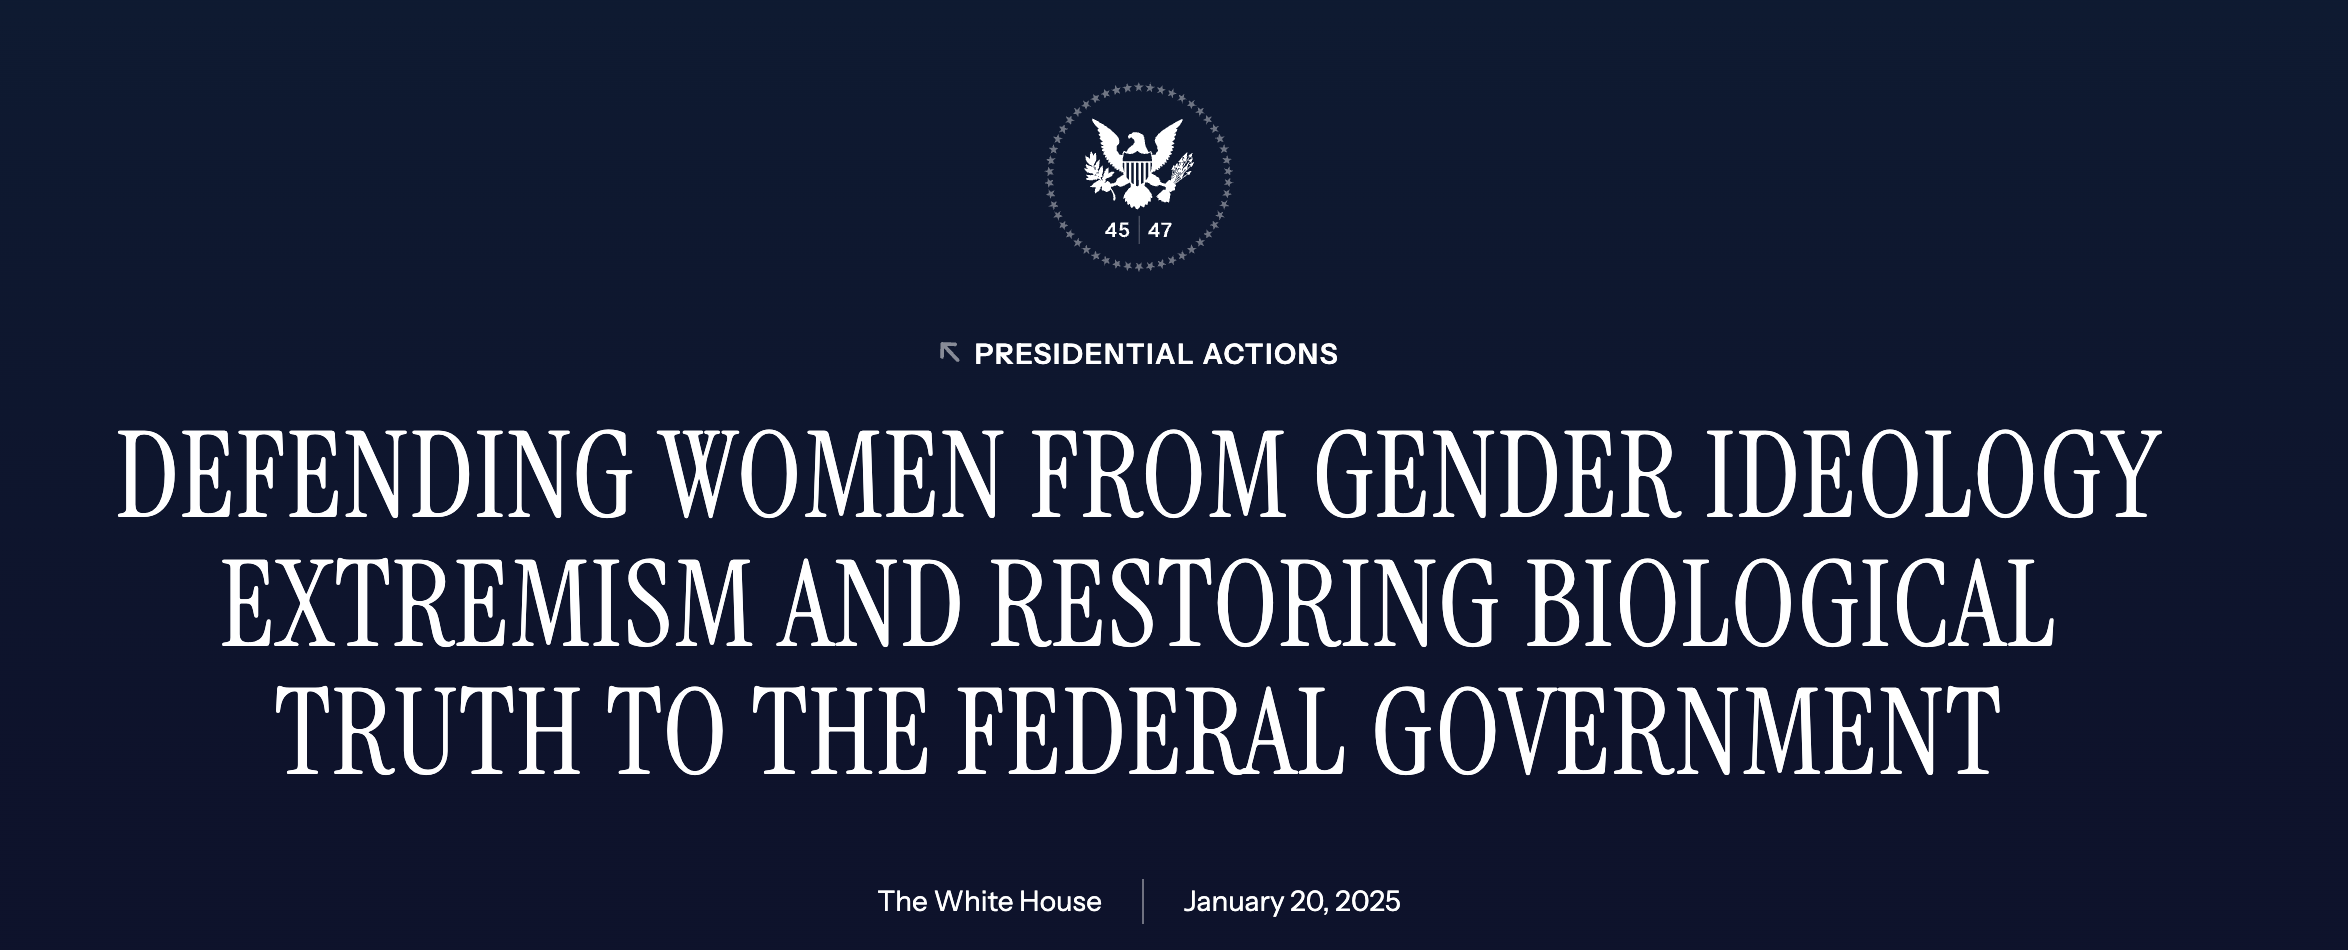 45 | 47
PRESIDENTIAL ACTIONS
DEFENDING WOMEN FROM GENDER IDEOLOGY
EXTREMISM AND RESTORING BIOLOGICAL
TRUTH TO THE FEDERAL GOVERNMENT
The White House | January 20, 2025